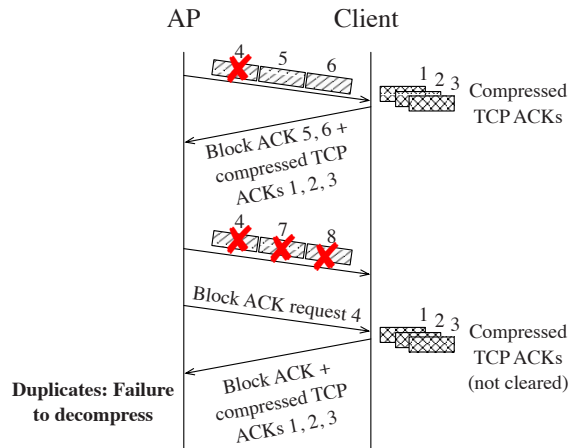 AP
Client
4
5
6
1
2
3
Compressed
TCP ACKs
Block ACK 5, 6 +
compressed TCP
ACKs 1, 2, 3
4
7
8
Block ACK request 4
1
2
3
Compressed
TCP ACKs
(not cleared)
Duplicates: Failure
to decompress
Block ACK +
compressed TCP
ACKs 1, 2, 3